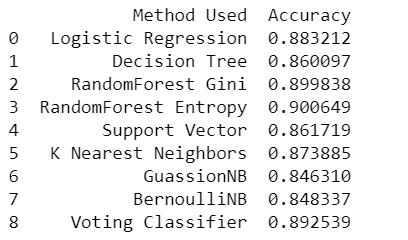 Method Used Accuracy
0 Logistic Regression 0.883212
1 Decision Tree 0.860097
2 RandomForest Gini 0.899838
3 RandomForest Entropy 0.900649
4 Support Vector 0.861719
5 K Nearest Neighbors 0.873885
6 GuassionNB 0.846310
7 BernoulliNB 0.848337
8 Voting Classifier 0.892539